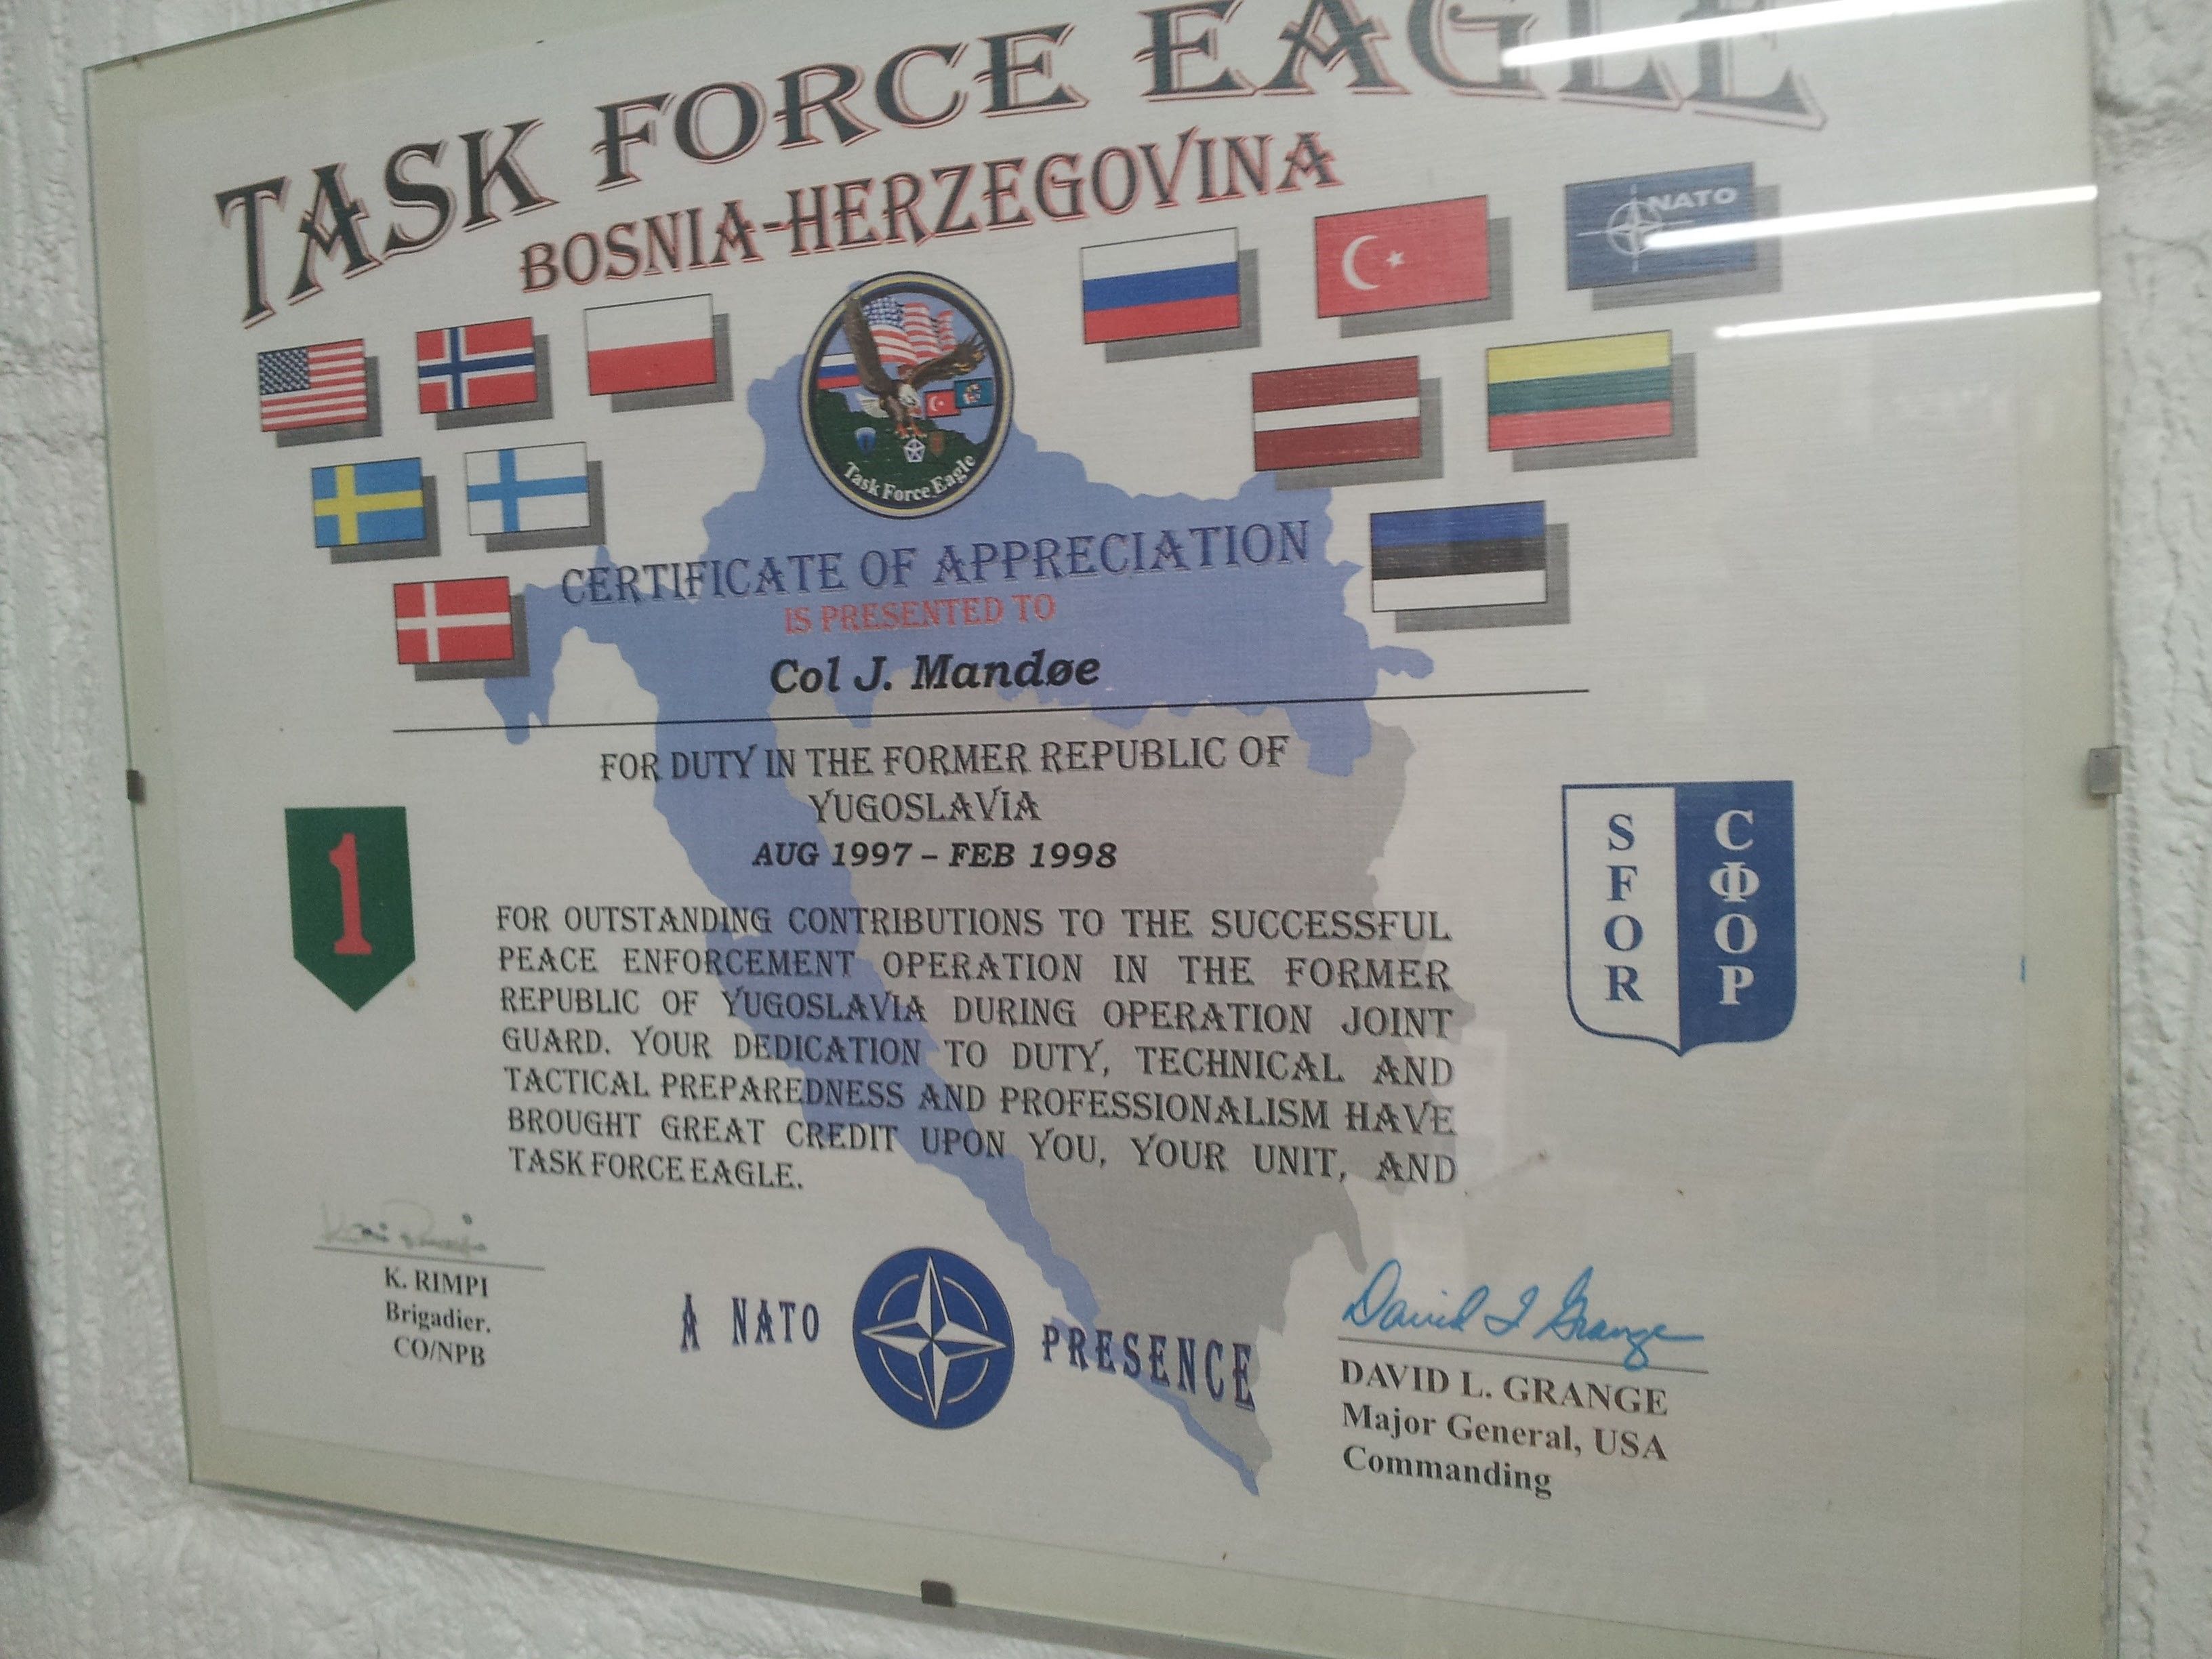 TASK FORCE EAGLE
BOSNIA-HERZEGOVINA
NATO
Task Force Eagle
CERTIFICATE OF APPRECIATION
IS PRESENTED TO
Col J. Mandøe
FOR DUTY IN THE FORMER REPUBLIC OF
YUGOSLAVIA
AUG 1997 – FEB 1998
1
SFOR
СФОР
FOR OUTSTANDING CONTRIBUTIONS TO THE SUCCESSFUL
PEACE ENFORCEMENT OPERATION IN THE FORMER
REPUBLIC OF YUGOSLAVIA DURING OPERATION JOINT
GUARD. YOUR DEDICATION TO DUTY, TECHNICAL AND
TACTICAL PREPAREDNESS AND PROFESSIONALISM HAVE
BROUGHT GREAT CREDIT UPON YOU, YOUR UNIT, AND
TASK FORCE EAGLE.
K. RIMPI
Brigadier.
CO/NPB
A NATO PRESENCE
David L Grange
DAVID L. GRANGE
Major General, USA
Commanding